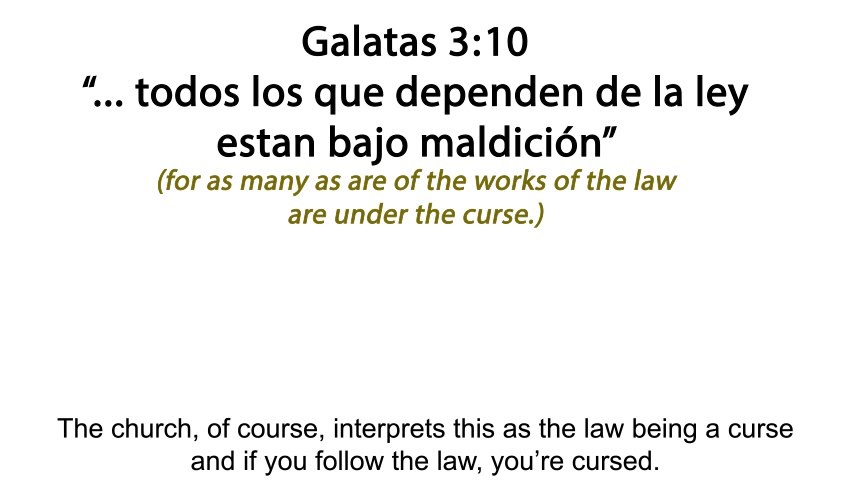 Galatas 3:10
“... todos los que dependen de la ley
estan bajo maldición”
(for as many as are of the works of the law
are under the curse.)
The church, of course, interprets this as the law being a curse
and if you follow the law, you’re cursed.